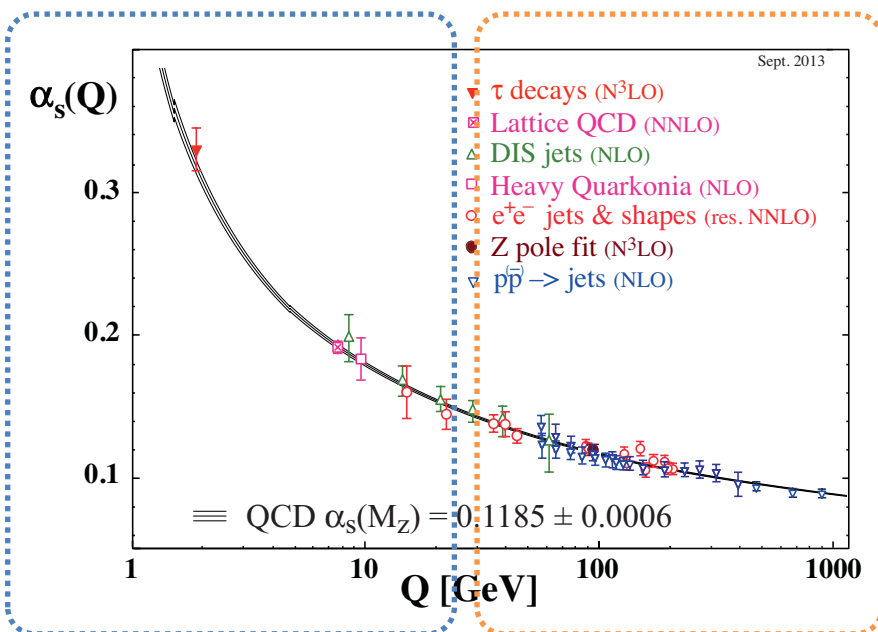 Sept. 2013
αs(Q)
τ decays (N³LO)
Lattice QCD (NNLO)
DIS jets (NLO)
Heavy Quarkonia (NLO)
e⁺e⁻ jets & shapes (res. NNLO)
Z pole fit (N³LO)
pp(–) –> jets (NLO)
0.3
0.2
0.1
QCD αs(Mz) = 0.1185 ± 0.0006
1 10 100 1000
Q [GeV]